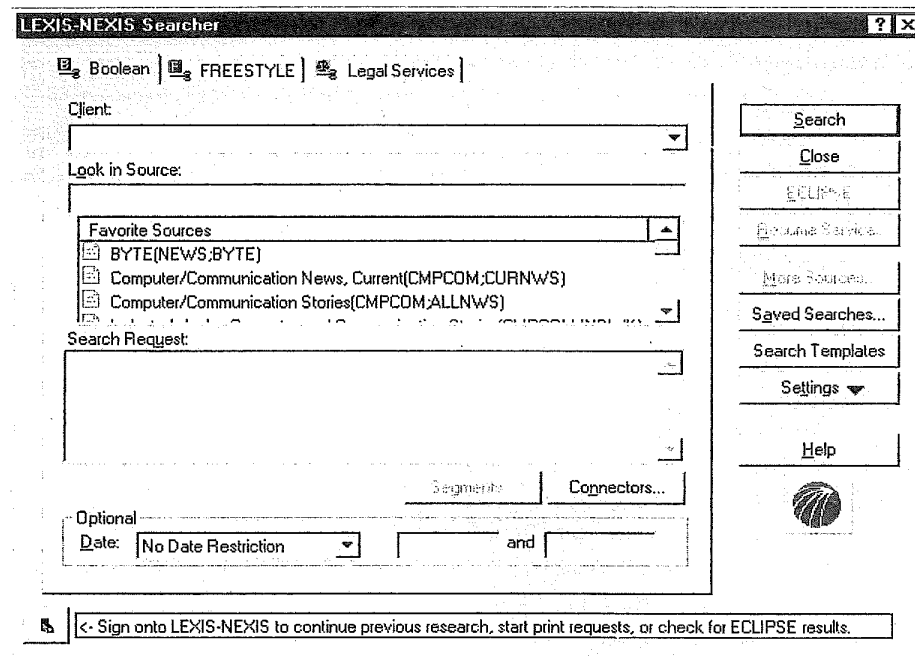 LEXIS-NEXIS Searcher
Boolean FREESTYLE Legal Services
Client:
Look in Source:
Favorite Sources
BYTE(NEWS;BYTE)
Computer/Communication News, Current(CMPCOM;CURNWS)
Computer/Communication Stories(CMPCOM;ALLNWS)
Search Request:
Segments Connectors...
Optional
Date: No Date Restriction and
Search
Close
ECLIPSE
Resume Service...
More Sources...
Saved Searches...
Search Templates
Settings
Help
<- Sign onto LEXIS-NEXIS to continue previous research, start print requests, or check for ECLIPSE results.